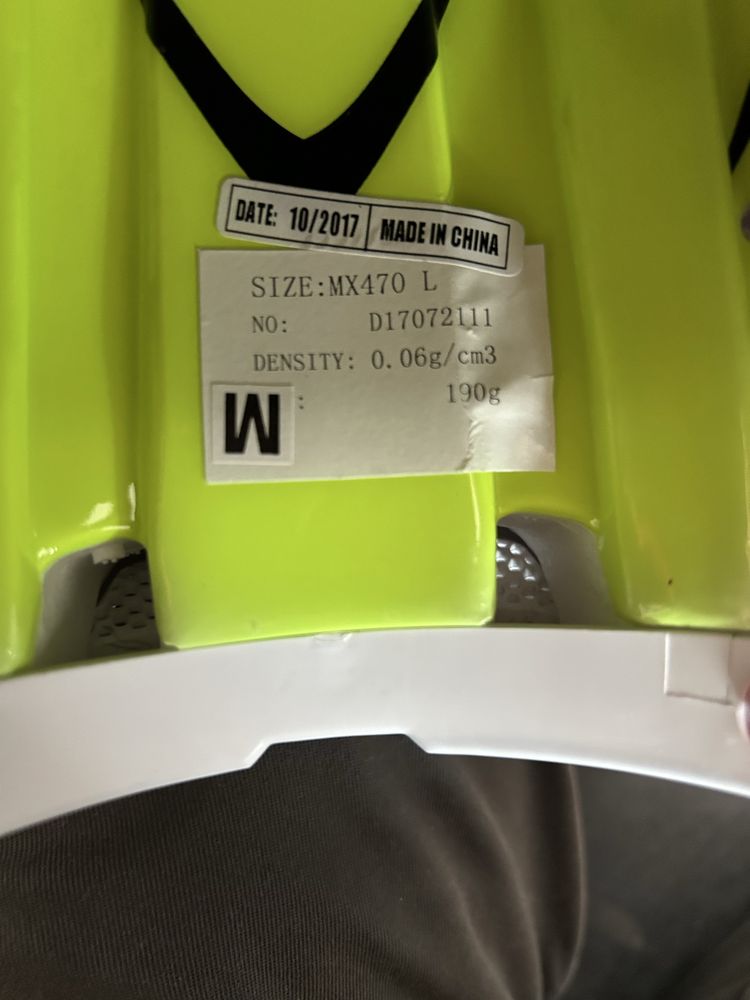 DATE: 10/2017 MADE IN CHINA
SIZE:MX470 L
NO: D17072111
DENSITY: 0.06g/cm3
M : 190g